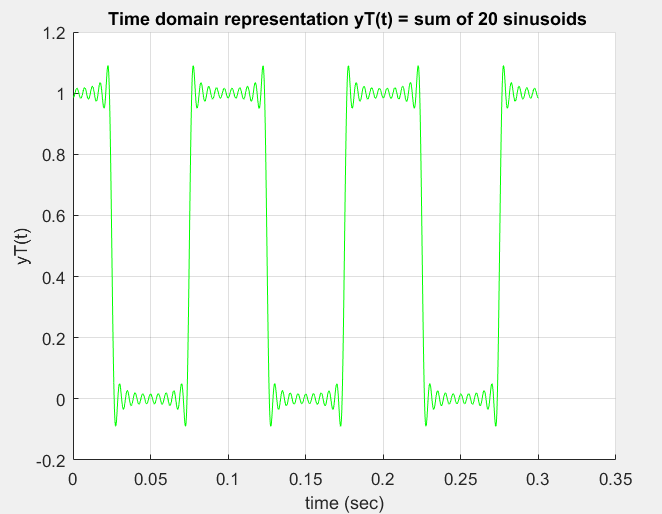 Time domain representation yT(t) = sum of 20 sinusoids
1.2
1
0.8
0.6
0.4
0.2
0
-0.2
yT(t)
0 0.05 0.1 0.15 0.2 0.25 0.3 0.35
time (sec)